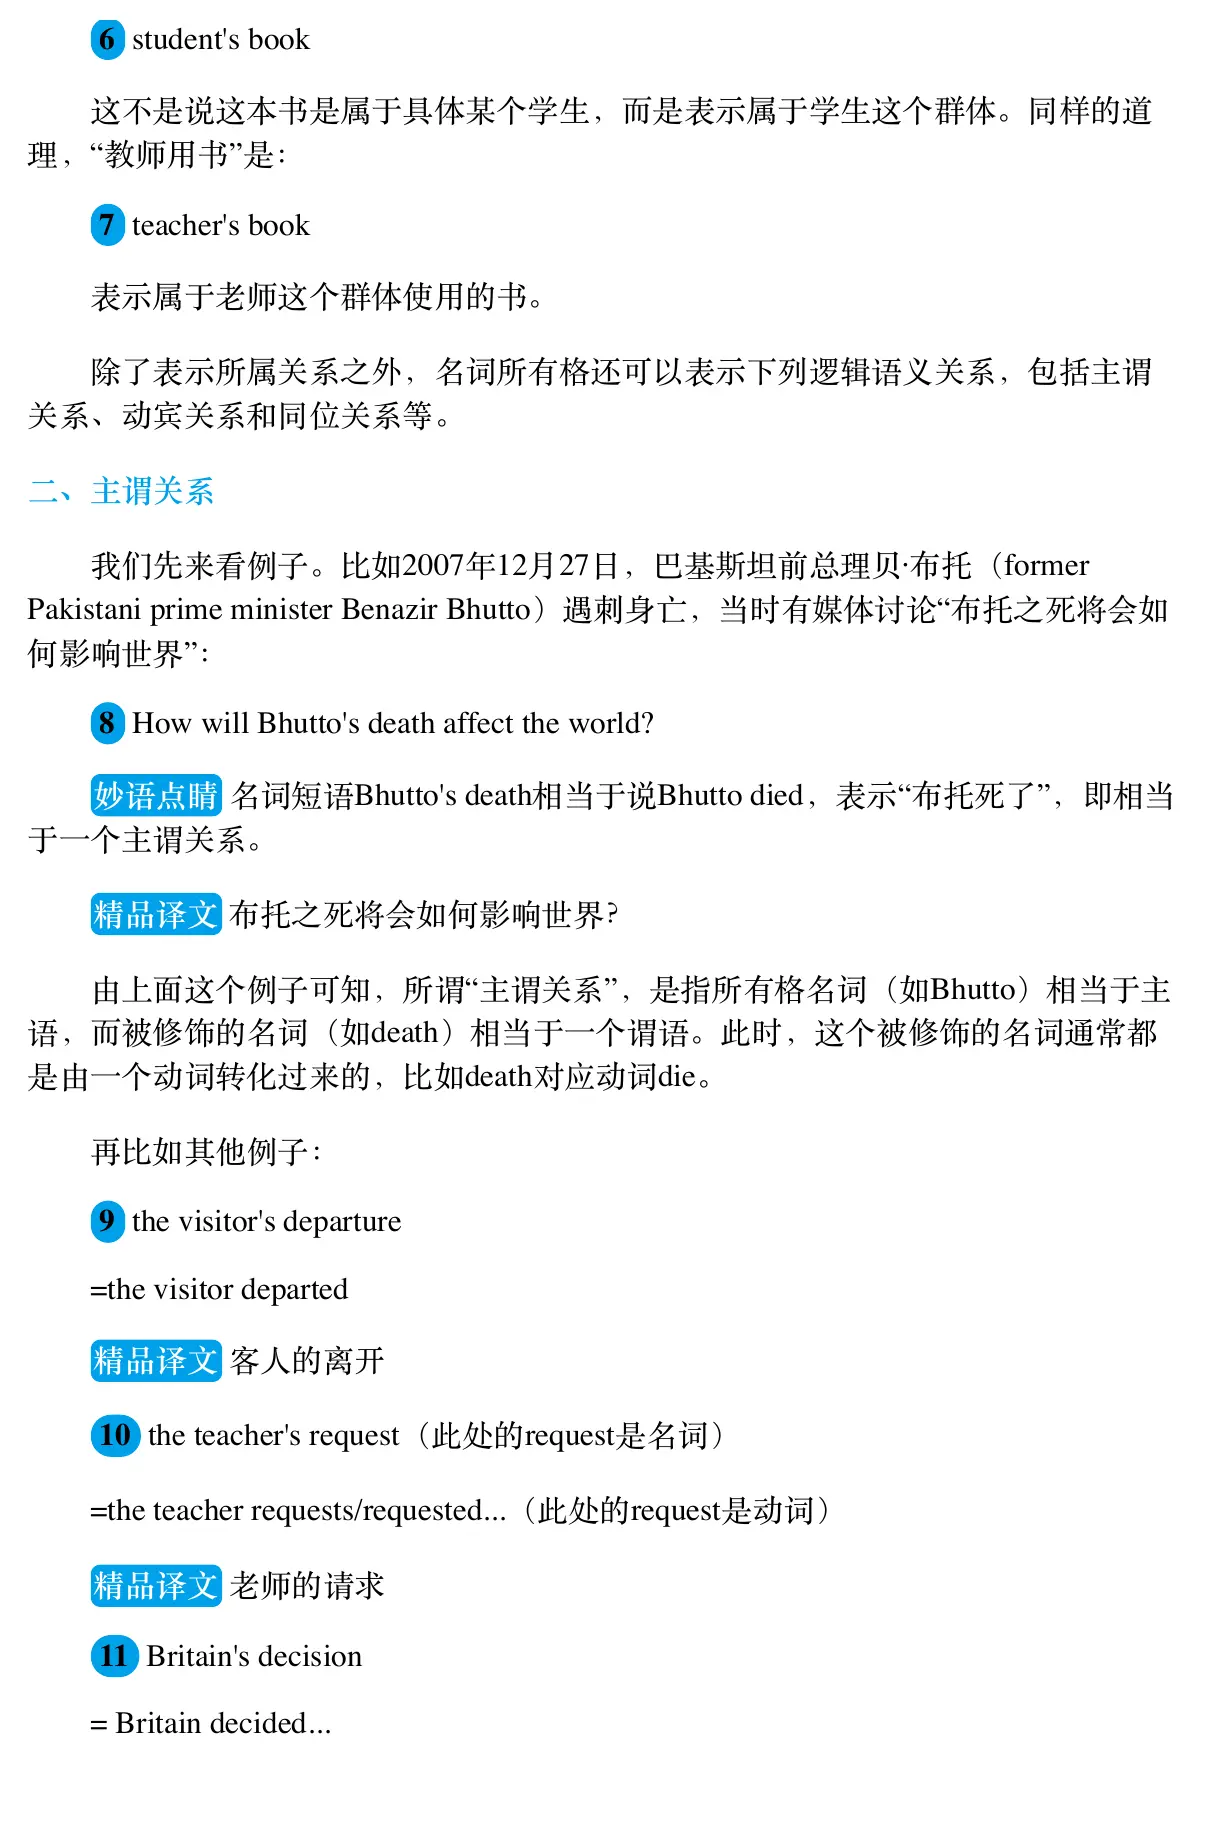 6 student's book
这不是说这本书是属于具体某个学生，而是表示属于学生这个群体。同样的道
理，“教师用书”是：
7 teacher's book
表示属于老师这个群体使用的书。
除了表示所属关系之外，名词所有格还可以表示下列逻辑语义关系，包括主谓
关系、动宾关系和同位关系等。
二、主谓关系
我们先来看例子。比如2007年12月27日，巴基斯坦前总理贝·布托（former
Pakistani prime minister Benazir Bhutto）遇刺身亡，当时有媒体讨论“布托之死将会如
何影响世界”：
8 How will Bhutto's death affect the world?
妙语点睛 名词短语Bhutto's death相当于说Bhutto died，表示“布托死了”，即相当
于一个主谓关系。
精品译文 布托之死将会如何影响世界？
由上面这个例子可知，所谓“主谓关系”，是指所有格名词（如Bhutto）相当于主
语，而被修饰的名词（如death）相当于一个谓语。此时，这个被修饰的名词通常都
是由一个动词转化过来的，比如death对应动词die。
再比如其他例子：
9 the visitor's departure
=the visitor departed
精品译文 客人的离开
10 the teacher's request（此处的request是名词）
=the teacher requests/requested...（此处的request是动词）
精品译文 老师的请求
11 Britain's decision
= Britain decided...